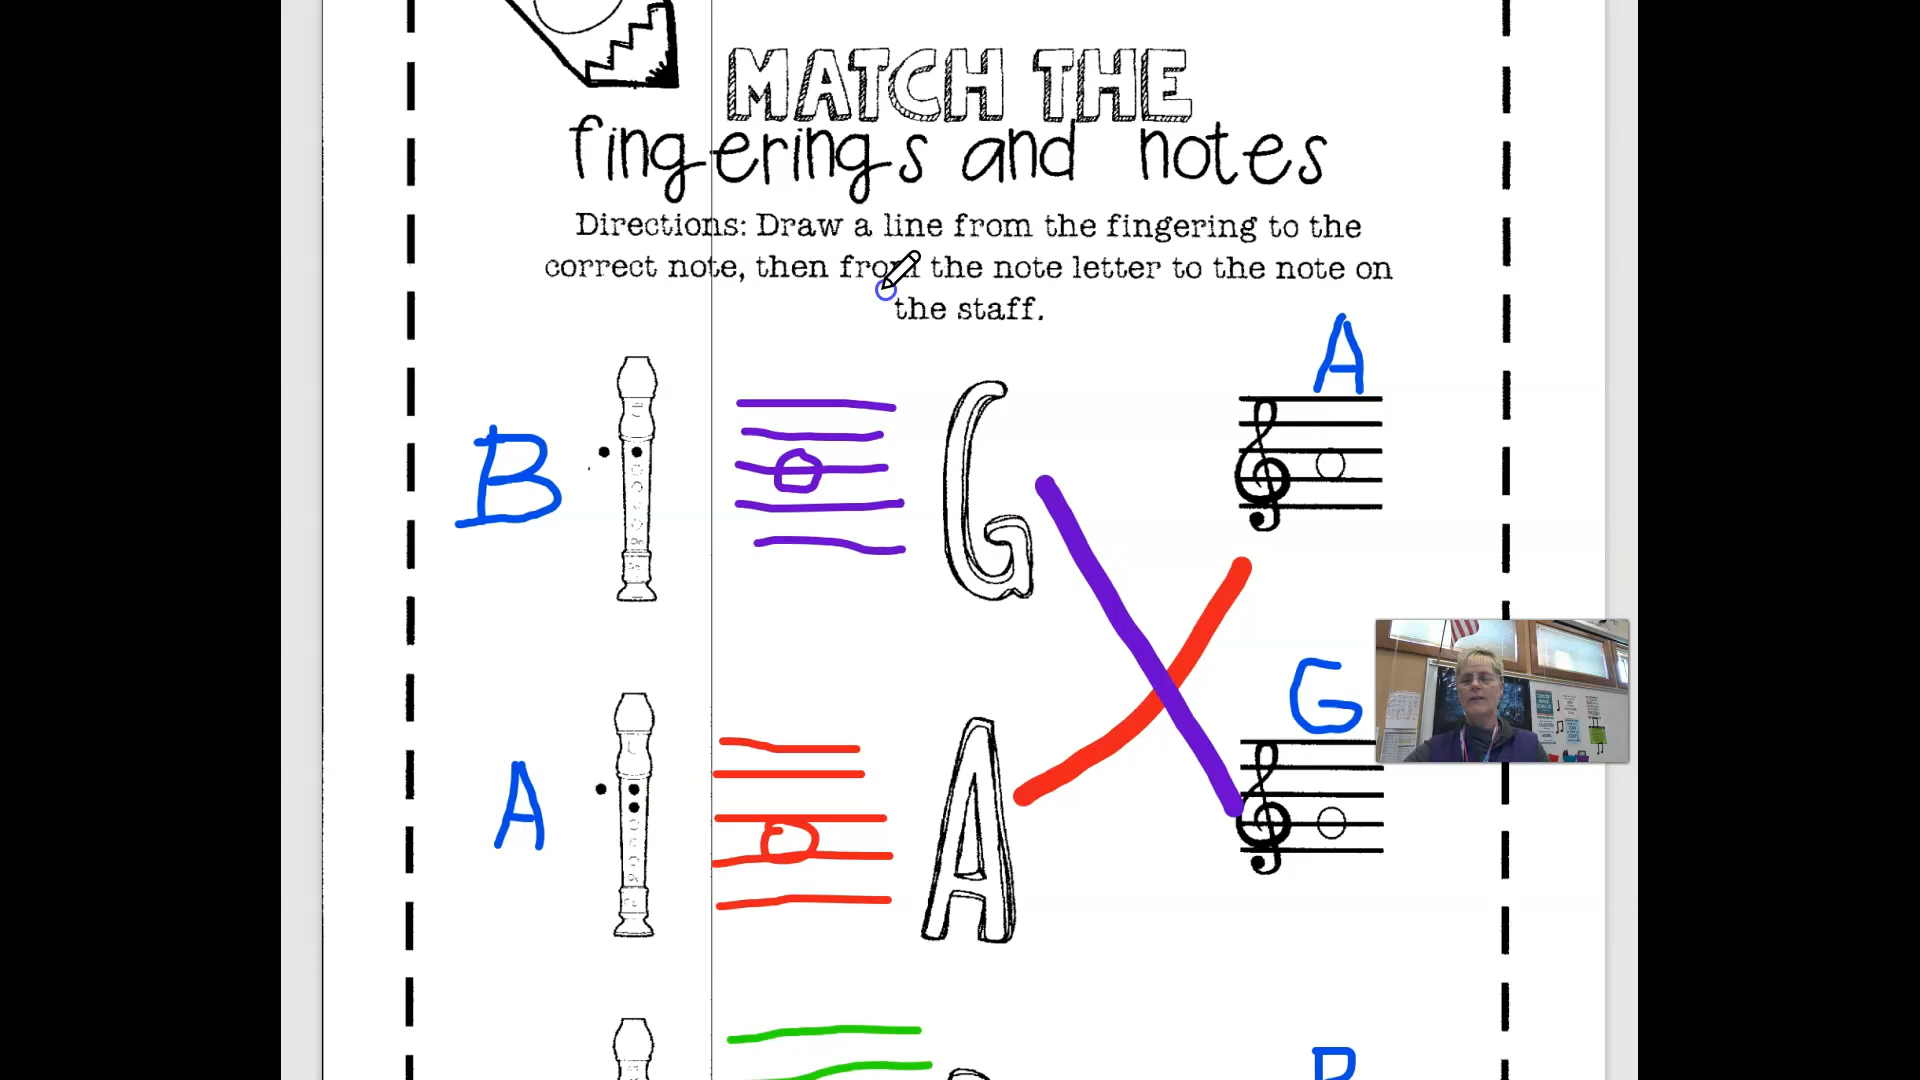 MATCH THE
fingerings and notes
Directions: Draw a line from the fingering to the
correct note, then from the note letter to the note on
the staff.
A
B
G
G
A
A